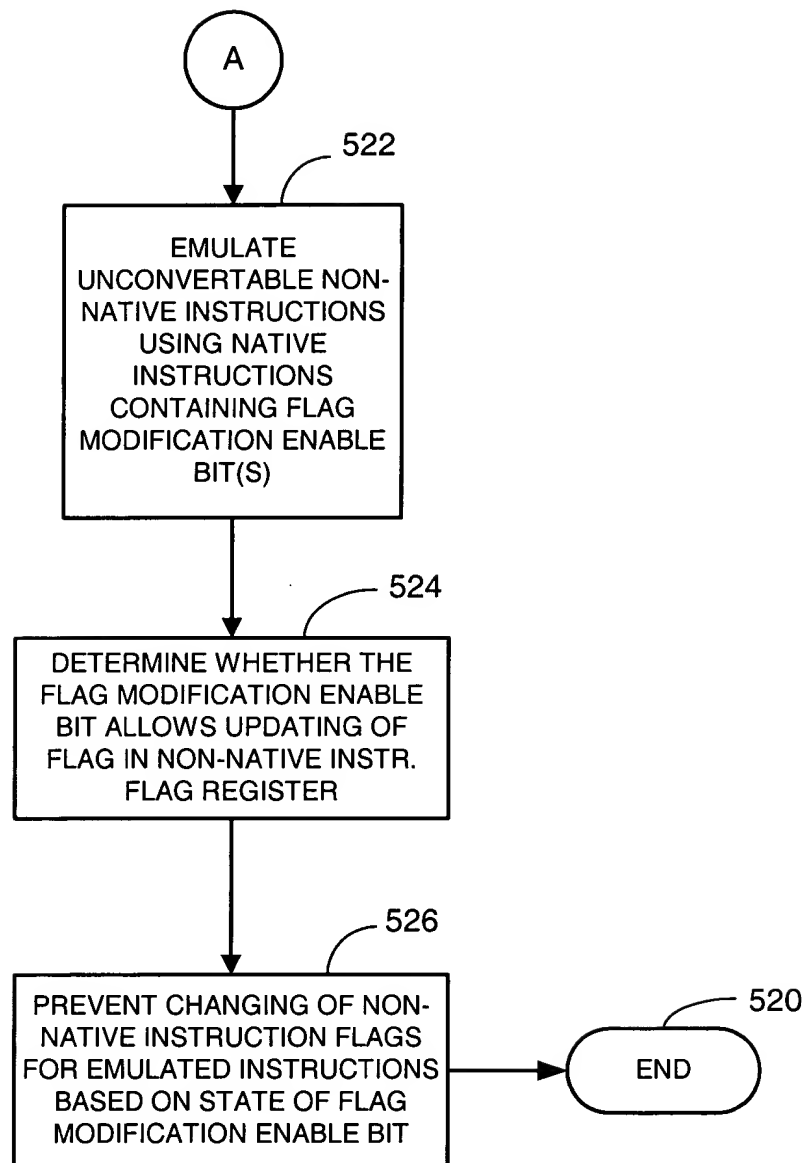 A
522
EMULATE
UNCONVERTABLE NON-
NATIVE INSTRUCTIONS
USING NATIVE
INSTRUCTIONS
CONTAINING FLAG
MODIFICATION ENABLE
BIT(S)
524
DETERMINE WHETHER THE
FLAG MODIFICATION ENABLE
BIT ALLOWS UPDATING OF
FLAG IN NON-NATIVE INSTR.
FLAG REGISTER
526
PREVENT CHANGING OF NON-
NATIVE INSTRUCTION FLAGS
FOR EMULATED INSTRUCTIONS
BASED ON STATE OF FLAG
MODIFICATION ENABLE BIT
520
END